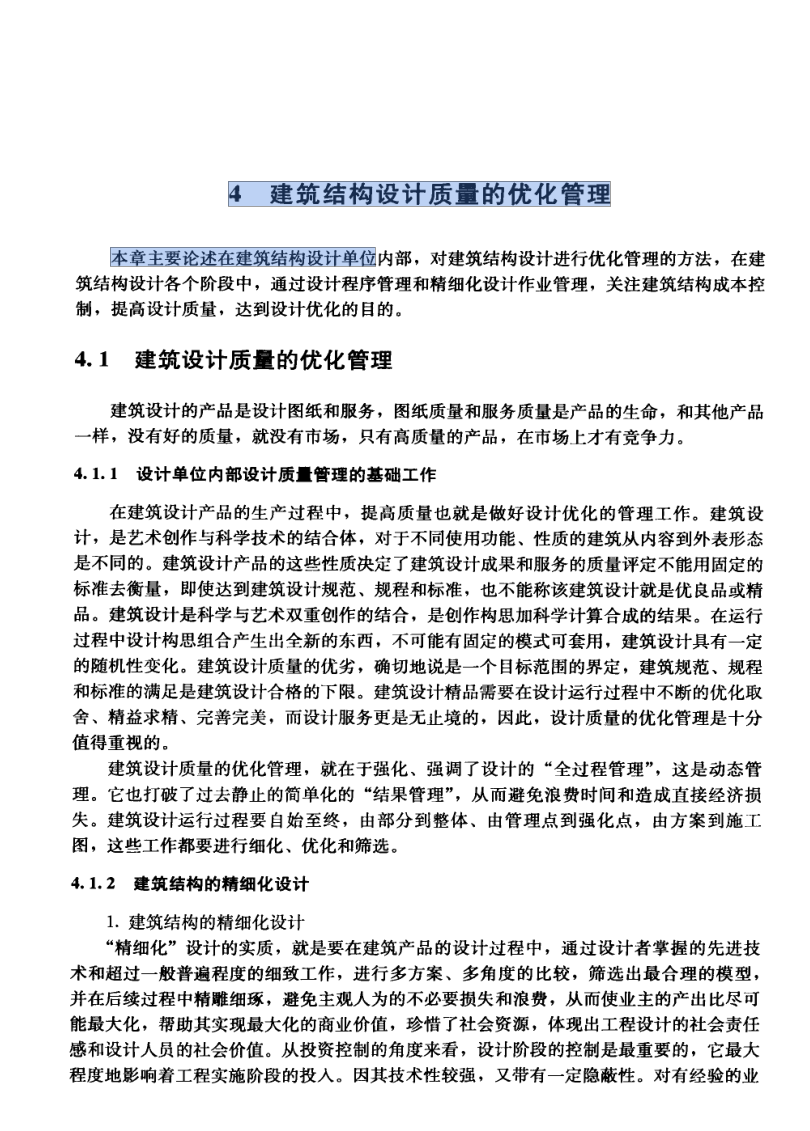 4 建筑结构设计质量的优化管理
本章主要论述在建筑结构设计单位内部，对建筑结构设计进行优化管理的方法，在建
筑结构设计各个阶段中，通过设计程序管理和精细化设计作业管理，关注建筑结构成本控
制，提高设计质量，达到设计优化的目的。
4.1 建筑设计质量的优化管理
建筑设计的产品是设计图纸和服务，图纸质量和服务质量是产品的生命，和其他产品
一样，没有好的质量，就没有市场，只有高质量的产品，在市场上才有竞争力。
4.1.1 设计单位内部设计质量管理的基础工作
在建筑设计产品的生产过程中，提高质量也就是做好设计优化的管理工作。建筑设
计，是艺术创作与科学技术的结合体，对于不同使用功能、性质的建筑从内容到外表形态
是不同的。建筑设计产品的这些性质决定了建筑设计成果和服务的质量评定不能用固定的
标准去衡量，即使达到建筑设计规范、规程和标准，也不能称该建筑设计就是优良品或精
品。建筑设计是科学与艺术双重创作的结合，是创作构思加科学计算合成的结果。在运行
过程中设计构思组合产生出全新的东西，不可能有固定的模式可套用，建筑设计具有一定
的随机性变化。建筑设计质量的优劣，确切地说是一个目标范围的界定，建筑规范、规程
和标准的满足是建筑设计合格的下限。建筑设计精品需要在设计运行过程中不断的优化取
舍、精益求精、完善完美，而设计服务更是无止境的，因此，设计质量的优化管理是十分
值得重视的。
建筑设计质量的优化管理，就在于强化、强调了设计的“全过程管理”，这是动态管
理。它也打破了过去静止的简单化的“结果管理”，从而避免浪费时间和造成直接经济损
失。建筑设计运行过程要自始至终，由部分到整体、由管理点到强化点，由方案到施工
图，这些工作都要进行细化、优化和筛选。
4.1.2 建筑结构的精细化设计
1. 建筑结构的精细化设计
“精细化”设计的实质，就是要在建筑产品的设计过程中，通过设计者掌握的先进技
术和超过一般普遍程度的细致工作，进行多方案、多角度的比较，筛选出最合理的模型，
并在后续过程中精雕细琢，避免主观人为的不必要损失和浪费，从而使业主的产出比尽可
能最大化，帮助其实现最大化的商业价值，珍惜了社会资源，体现出工程设计的社会责任
感和设计人员的社会价值。从投资控制的角度来看，设计阶段的控制是最重要的，它最大
程度地影响着工程实施阶段的投入。因其技术性较强，又带有一定隐蔽性。对有经验的业